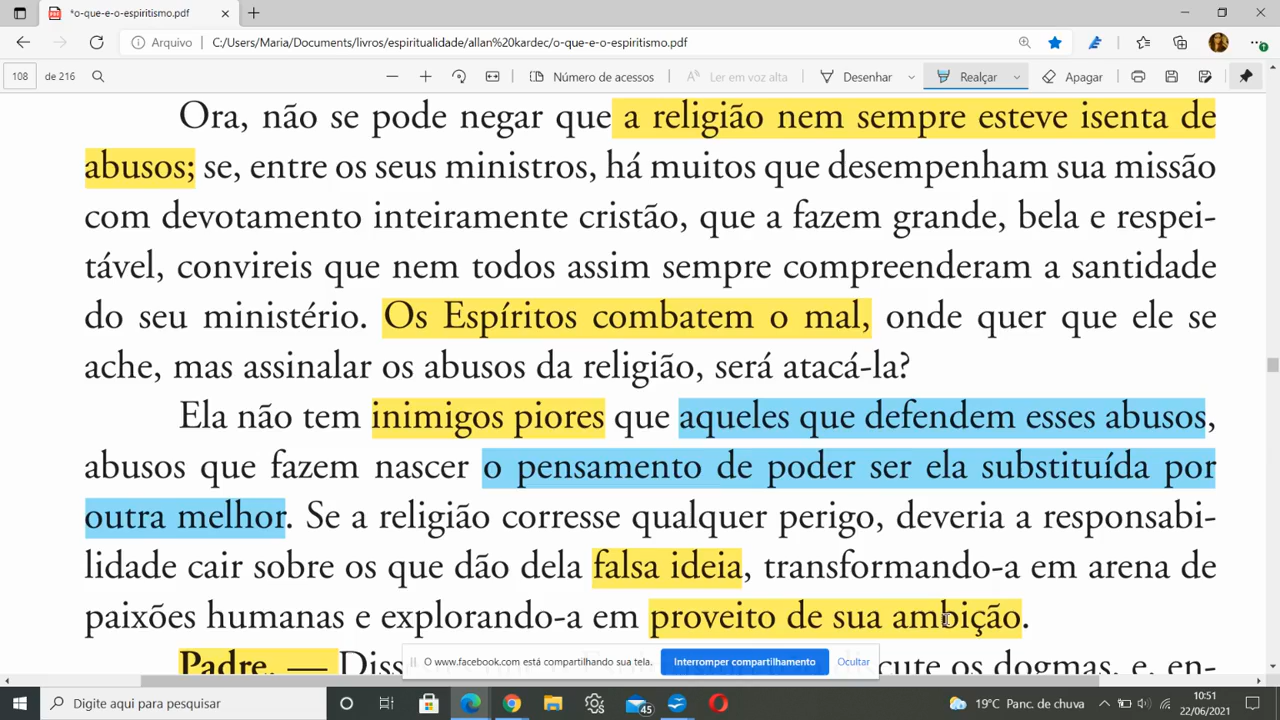 *o-que-e-o-espiritismo.pdf
Arquivo C:/Users/Maria/Documents/livros/espiritualidade/allan%20kardec/o-que-e-o-espiritismo.pdf
108 de 216 Número de acessos Ler em voz alta Desenhar Realçar Apagar
Ora, não se pode negar que a religião nem sempre esteve isenta de
abusos; se, entre os seus ministros, há muitos que desempenham sua missão
com devotamento inteiramente cristão, que a fazem grande, bela e respei-
tável, convireis que nem todos assim sempre compreenderam a santidade
do seu ministério. Os Espíritos combatem o mal, onde quer que ele se
ache, mas assinalar os abusos da religião, será atacá-la?
Ela não tem inimigos piores que aqueles que defendem esses abusos,
abusos que fazem nascer o pensamento de poder ser ela substituída por
outra melhor. Se a religião corresse qualquer perigo, deveria a responsabi-
lidade cair sobre os que dão dela falsa ideia, transformando-a em arena de
paixões humanas e explorando-a em proveito de sua ambição.
Padre. — Diss cute os dogmas, e, en-
O www.facebook.com está compartilhando sua tela. Interromper compartilhamento Ocultar
Digite aqui para pesquisar 45 19°C Panc. de chuva 10:51
22/06/2021